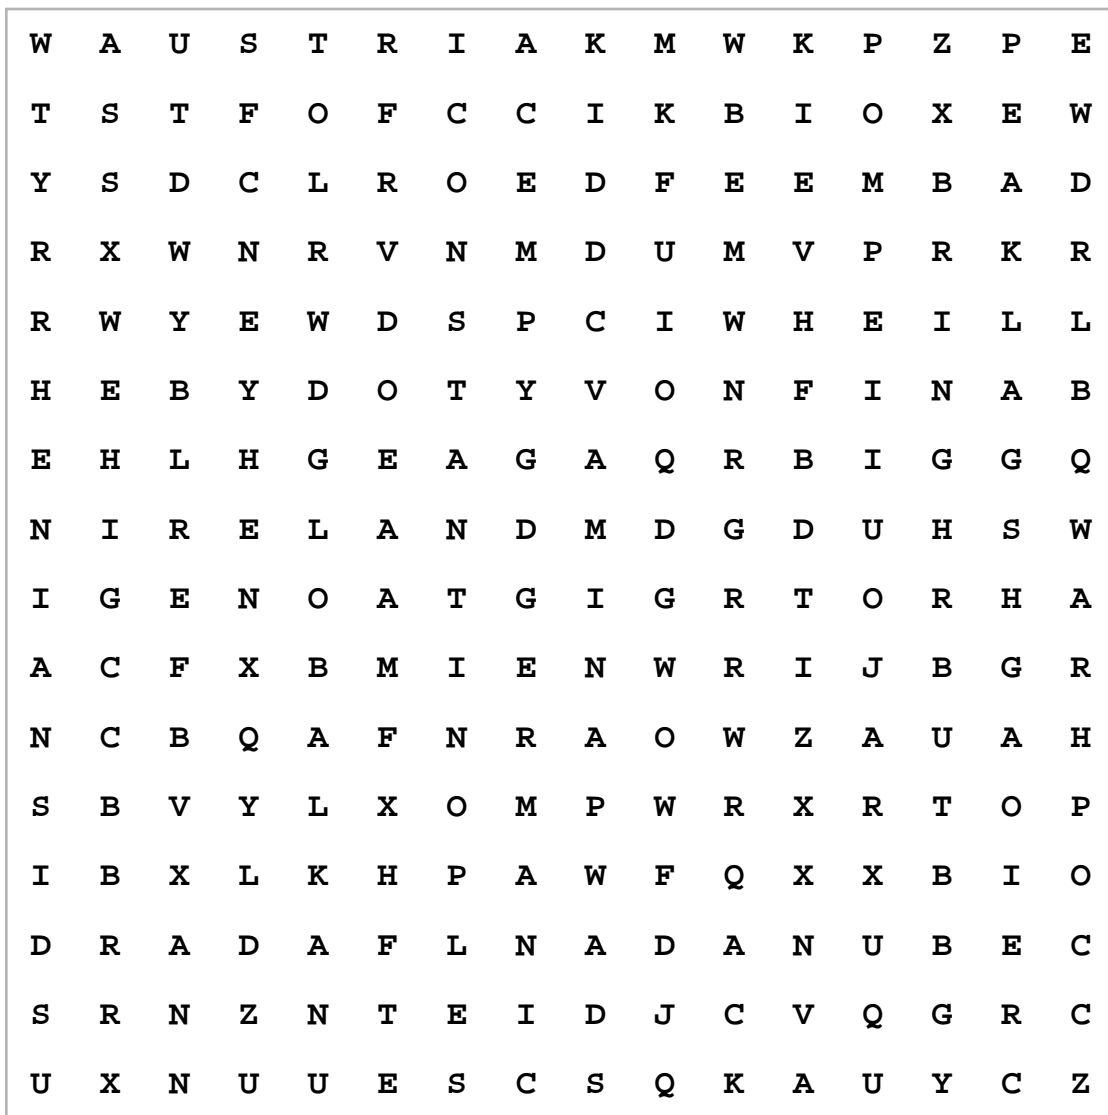 W A U S T R I A K M W K P Z P E
T S T F O F C C I K B I O X E W
Y S D C L R O E D F E E M B A D
R X W N R V N M D U M V P R K R
R W Y E W D S P C I W H E I L L
H E B Y D O T Y V O N F I N A B
E H L H G E A G A Q R B I G G Q
N I R E L A N D M D G D U H S W
I G E N O A T G I G R T O R H A
A C F X B M I E N W R I J B G R
N C B Q A F N R A O W Z A U A H
S B V Y L X O M P W R X R T O P
I B X L K H P A W F Q X X B I O
D R A D A F L N A D A N U B E C
S R N Z N T E I D J C V Q G R C
U X N U U E S C S Q K A U Y C Z